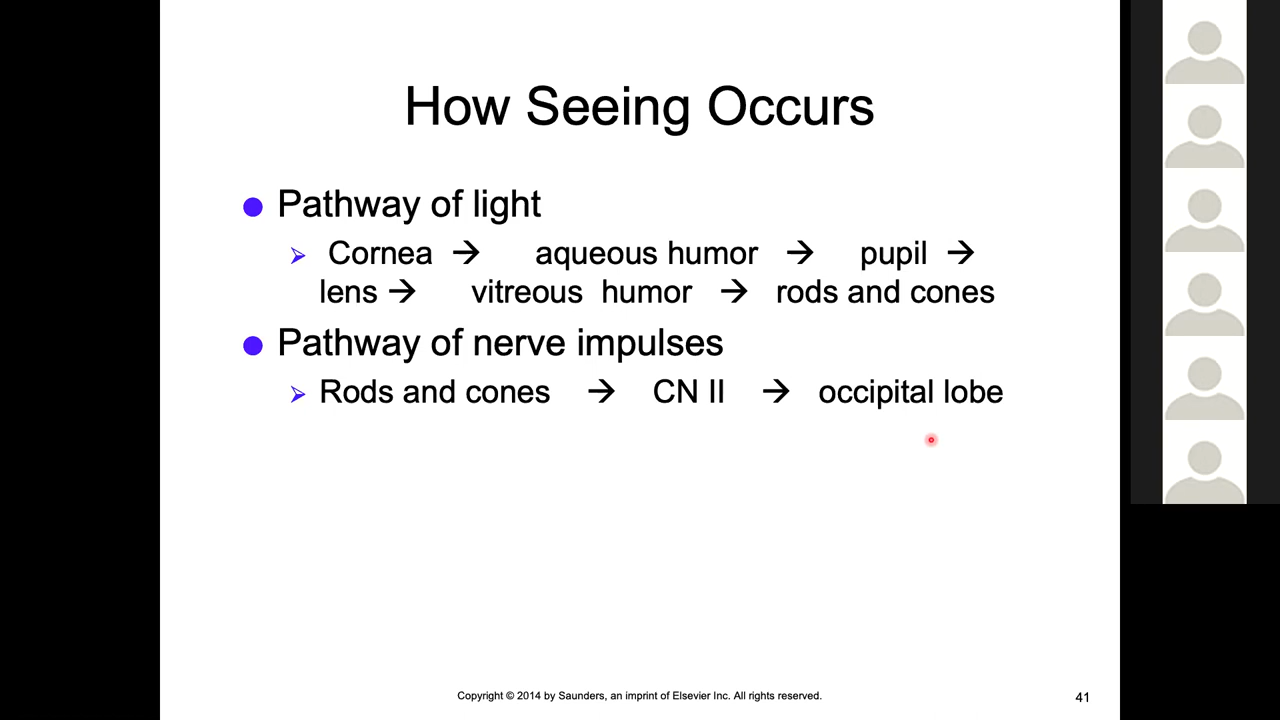 How Seeing Occurs
● Pathway of light
➢ Cornea → aqueous humor → pupil →
lens → vitreous humor → rods and cones
● Pathway of nerve impulses
➢ Rods and cones → CN II → occipital lobe
Copyright © 2014 by Saunders, an imprint of Elsevier Inc. All rights reserved.
41